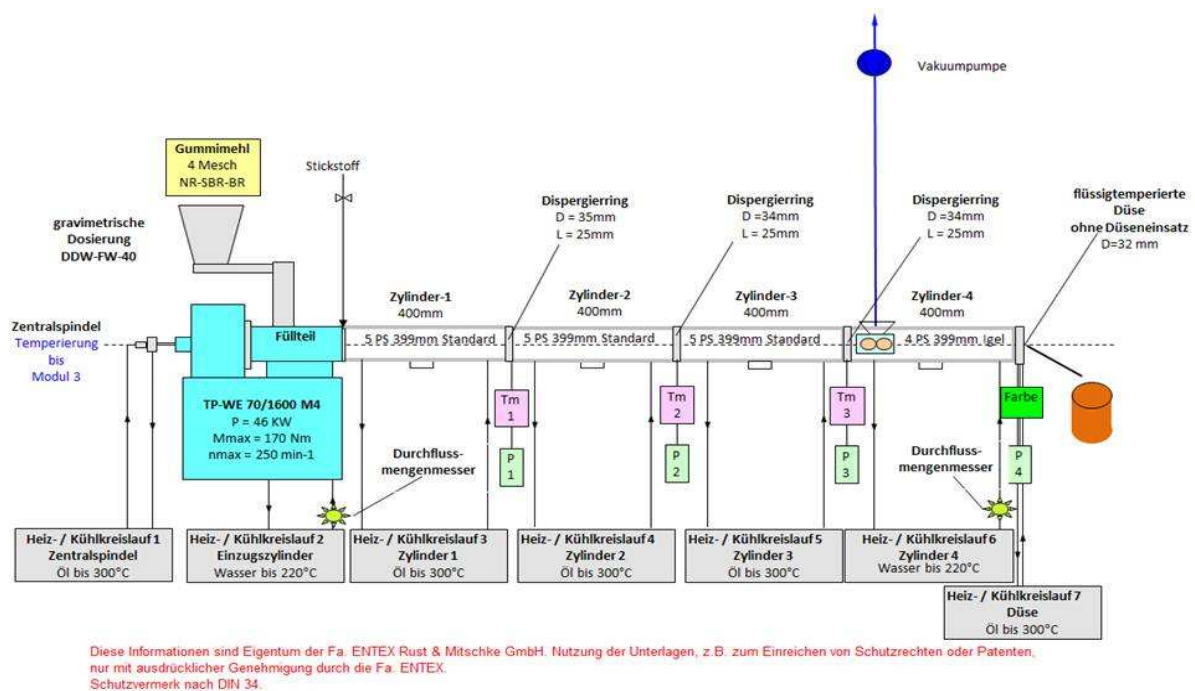 Vakuumpumpe
Gummimehl
4 Mesch
NR-SBR-BR
Stickstoff
gravimetrische
Dosierung
DDW-FW-40
Dispergierring
D = 35mm
L = 25mm
Dispergierring
D =34mm
L = 25mm
Dispergierring
D =34mm
L = 25mm
flüssigtemperierte
Düse
ohne Düseneinsatz
D=32 mm
Zylinder-1
400mm
Zylinder-2
400mm
Zylinder-3
400mm
Zylinder-4
400mm
Zentralspindel
Temperierung
bis
Modul 3
Füllteil
5 PS 399mm Standard
5 PS 399mm Standard
5 PS 399mm Standard
4 PS 399mm Igel
TP-WE 70/1600 M4
P = 46 KW
Mmax = 170 Nm
nmax = 250 min-1
Tm
1
Tm
2
Tm
3
Farbe
P
1
P
2
P
3
P
4
Durchfluss-
mengenmesser
Durchfluss-
mengenmesser
Heiz- / Kühlkreislauf 1
Zentralspindel
Öl bis 300°C
Heiz- / Kühlkreislauf 2
Einzugszylinder
Wasser bis 220°C
Heiz- / Kühlkreislauf 3
Zylinder 1
Öl bis 300°C
Heiz- / Kühlkreislauf 4
Zylinder 2
Öl bis 300°C
Heiz- / Kühlkreislauf 5
Zylinder 3
Öl bis 300°C
Heiz- / Kühlkreislauf 6
Zylinder 4
Wasser bis 220°C
Heiz- / Kühlkreislauf 7
Düse
Öl bis 300°C
Diese Informationen sind Eigentum der Fa. ENTEX Rust & Mitschke GmbH. Nutzung der Unterlagen, z.B. zum Einreichen von Schutzrechten oder Patenten,
nur mit ausdrücklicher Genehmigung durch die Fa. ENTEX.
Schutzvermerk nach DIN 34.